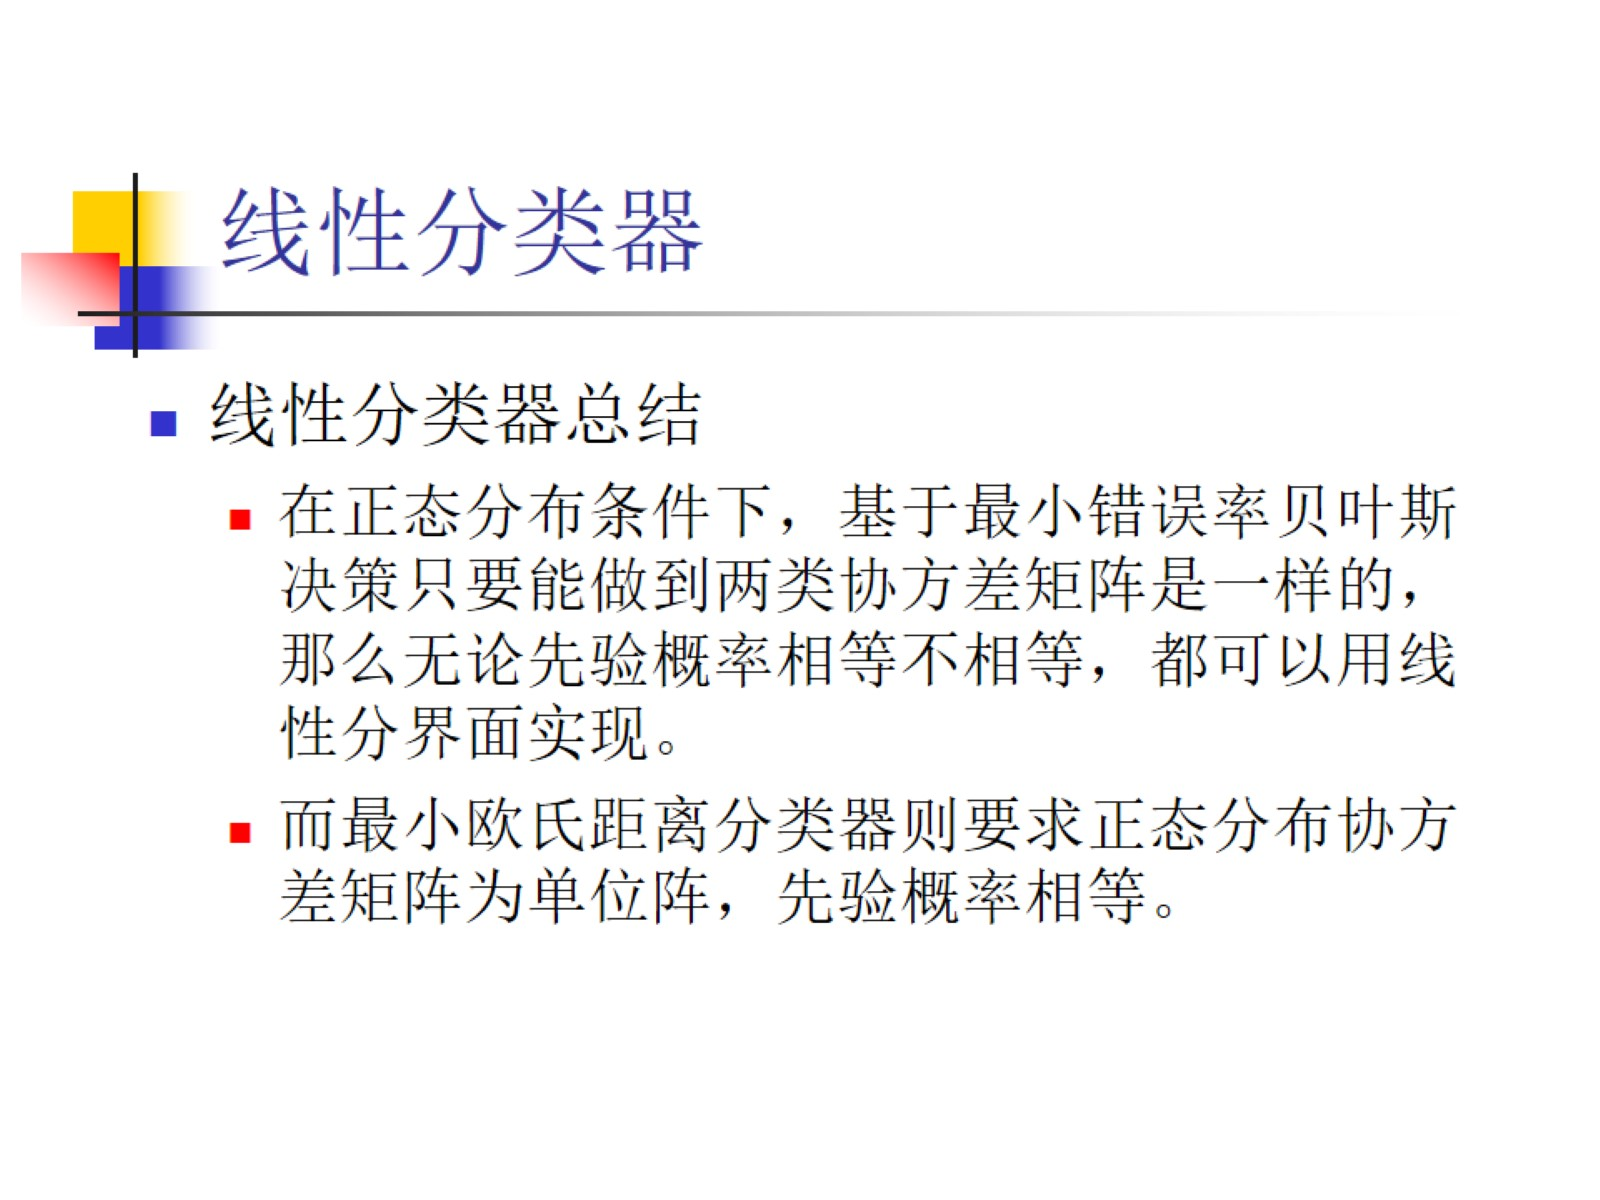 线性分类器
线性分类器总结
在正态分布条件下，基于最小错误率贝叶斯
决策只要能做到两类协方差矩阵是一样的，
那么无论先验概率相等不相等，都可以用线
性分界面实现。
而最小欧氏距离分类器则要求正态分布协方
差矩阵为单位阵，先验概率相等。